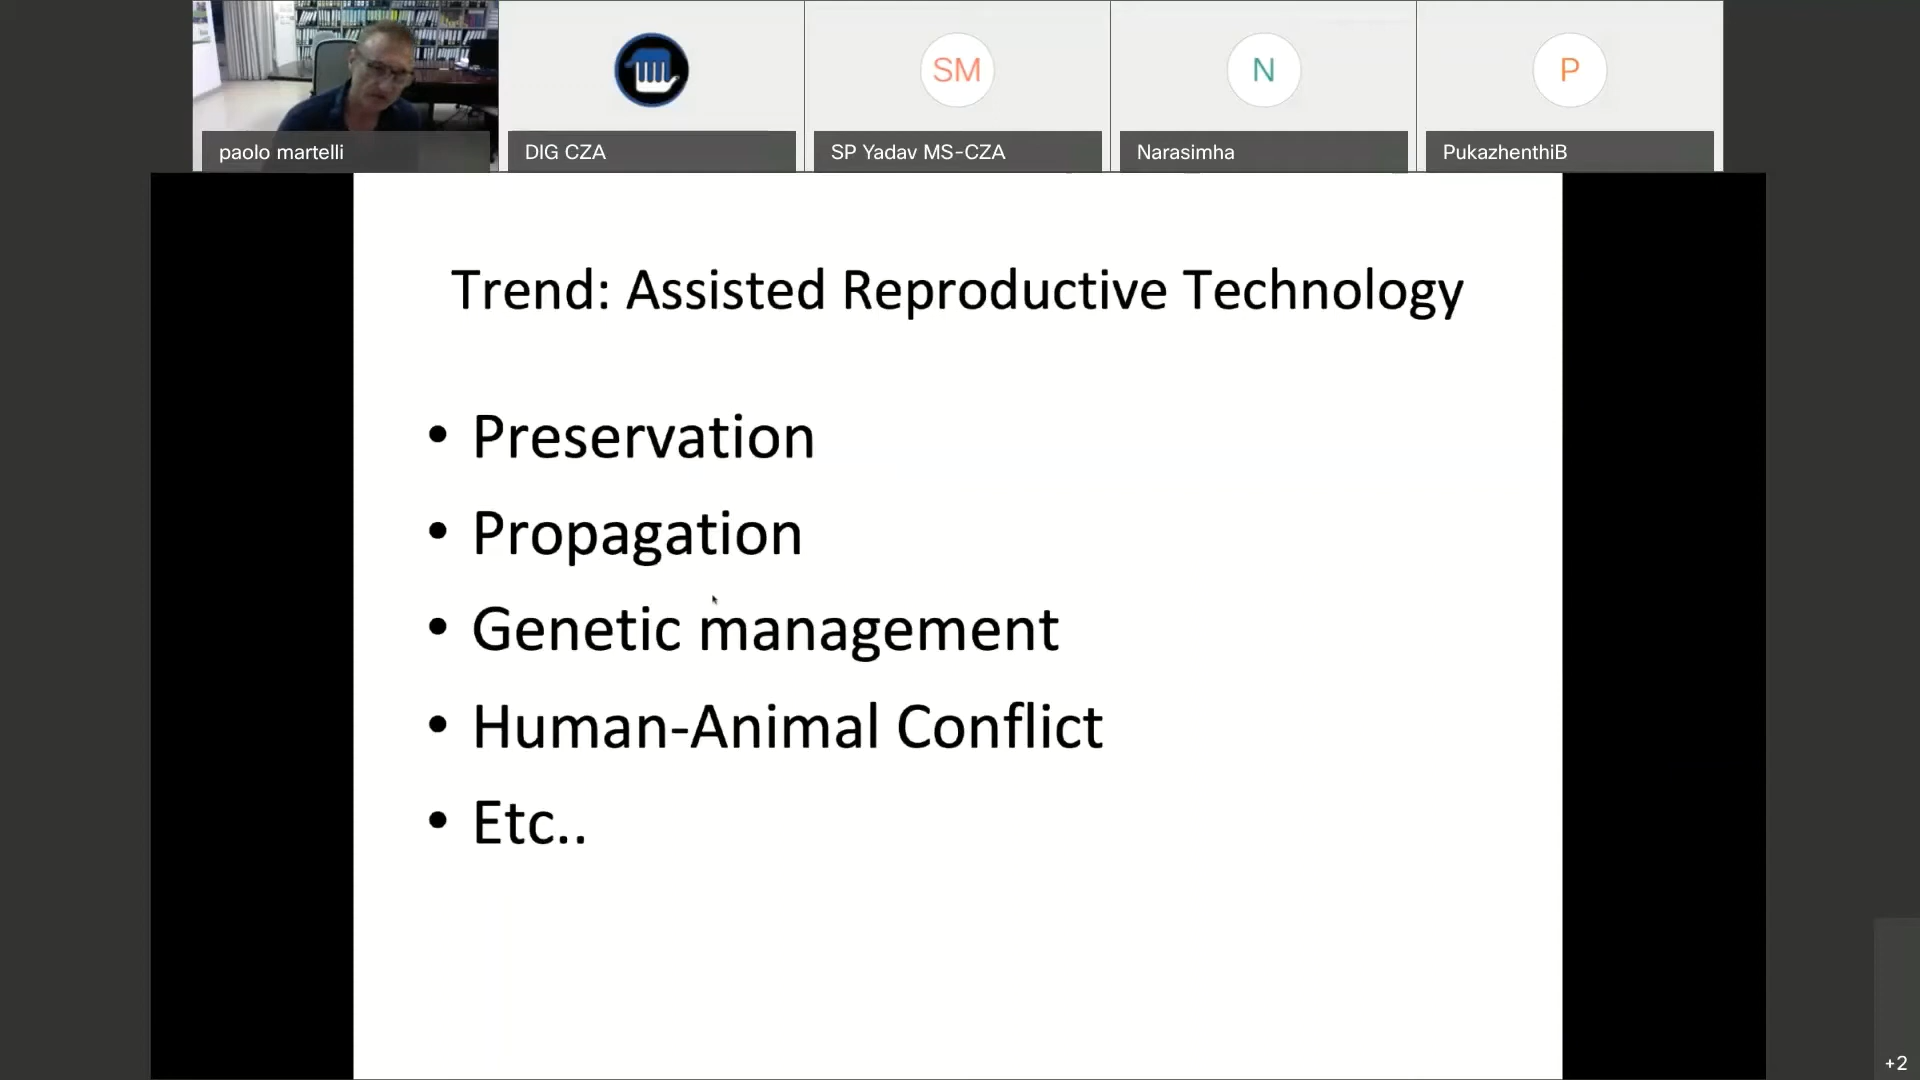 SM
N
P
paolo martelli
DIG CZA
SP Yadav MS-CZA
Narasimha
PukazhenthiB
Trend: Assisted Reproductive Technology
• Preservation
• Propagation
• Genetic management
• Human-Animal Conflict
• Etc..
+2